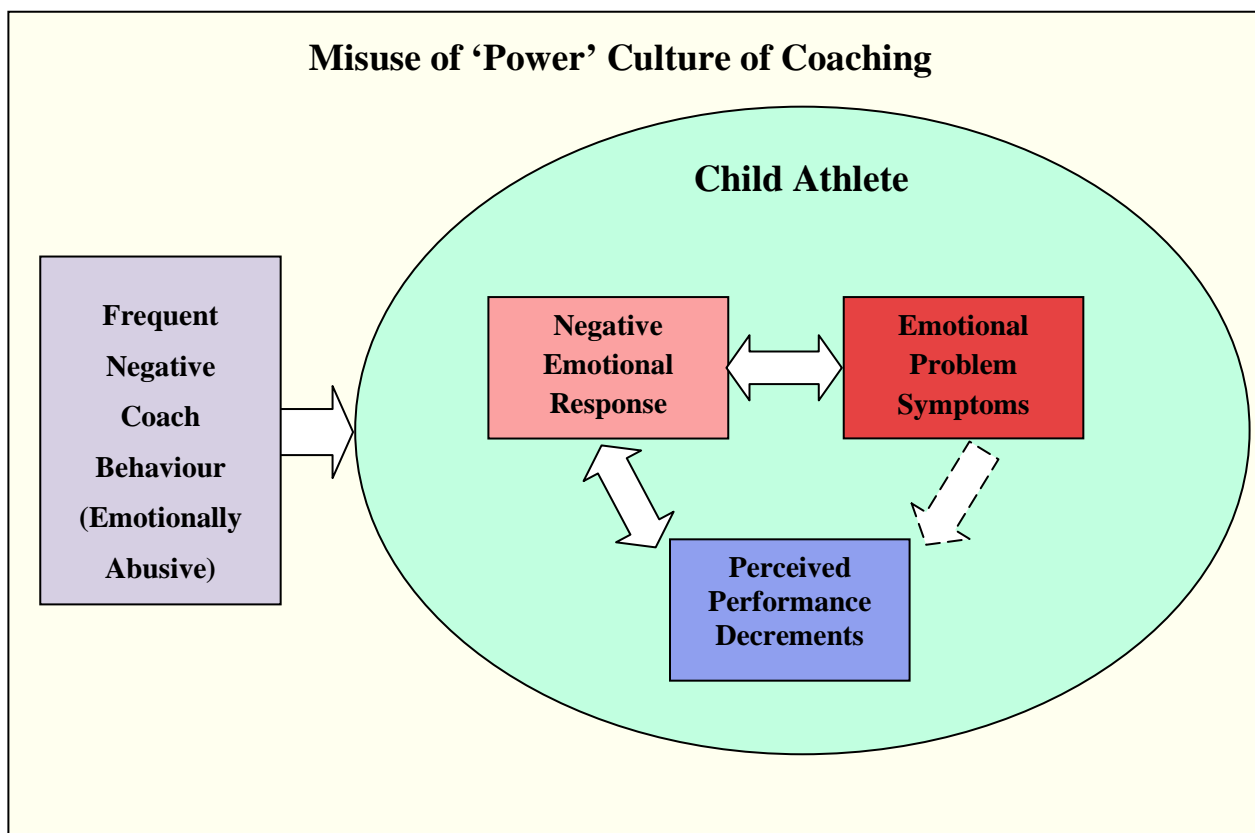 Misuse of ‘Power’ Culture of Coaching
Child Athlete
Frequent
Negative
Coach
Behaviour
(Emotionally
Abusive)
Negative
Emotional
Response
Emotional
Problem
Symptoms
Perceived
Performance
Decrements